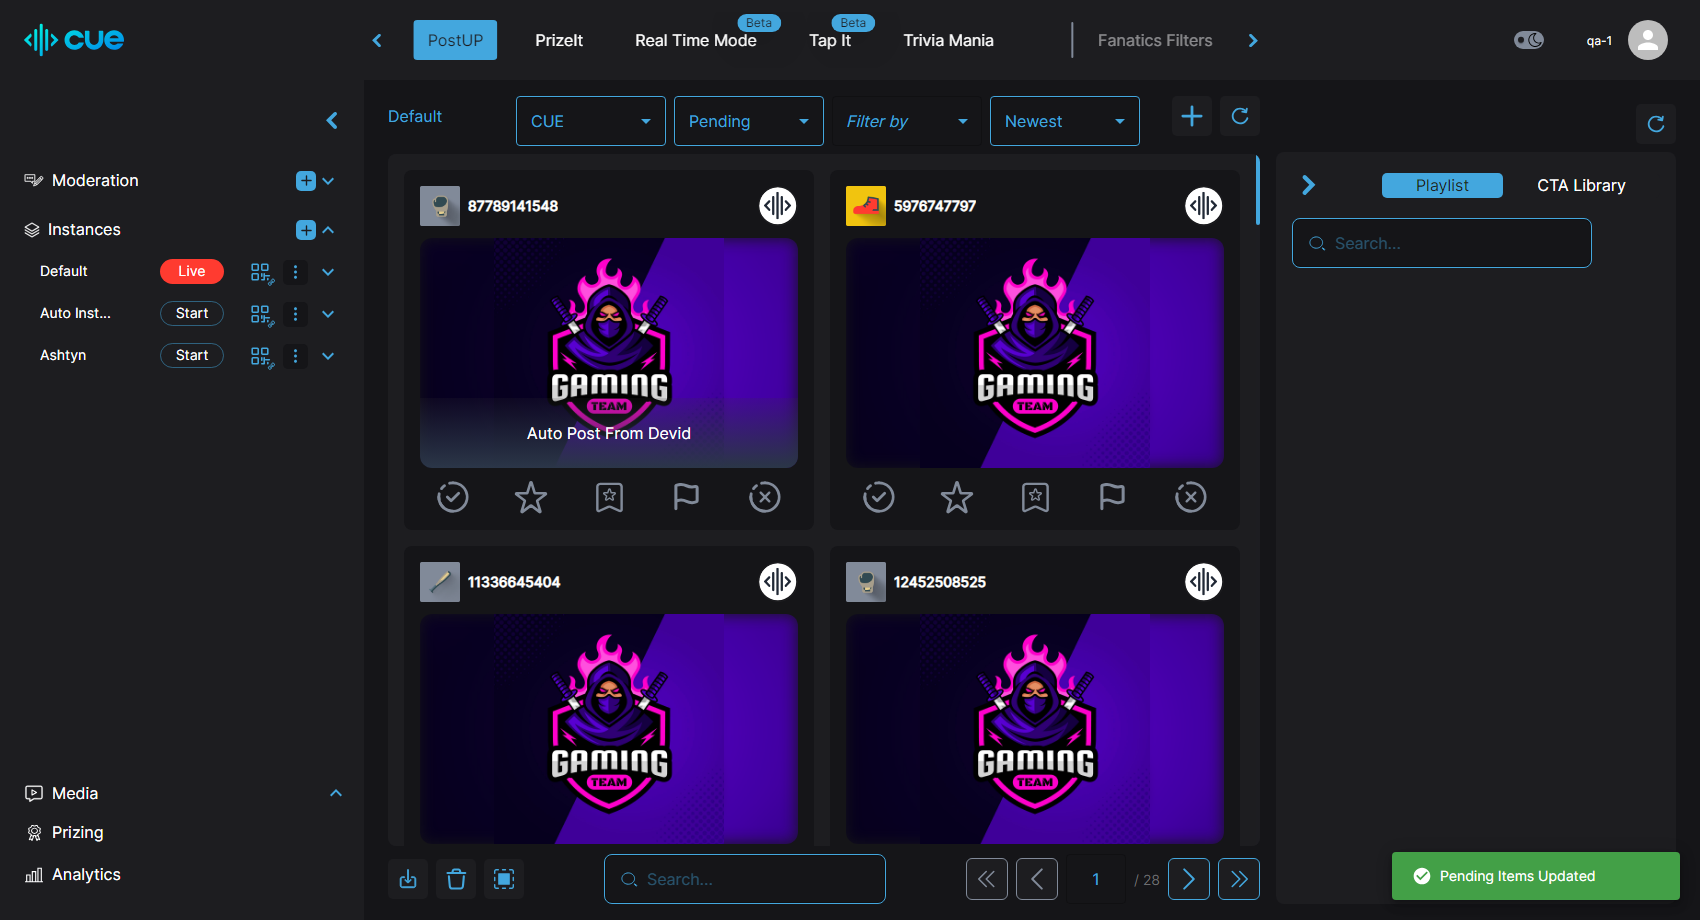 cue
PostUP
PrizeIt
Real Time Mode
Beta
Tap It
Beta
Trivia Mania
Fanatics Filters
qa-1
Moderation
Instances
Default
Live
Auto Inst...
Start
Ashtyn
Start
Media
Prizing
Analytics
Default
CUE
Pending
Filter by
Newest
87789141548
GAMING
TEAM
Auto Post From Devid
5976747797
GAMING
TEAM
11336645404
GAMING
TEAM
12452508525
GAMING
TEAM
Search...
1
/ 28
Playlist
CTA Library
Search...
Pending Items Updated